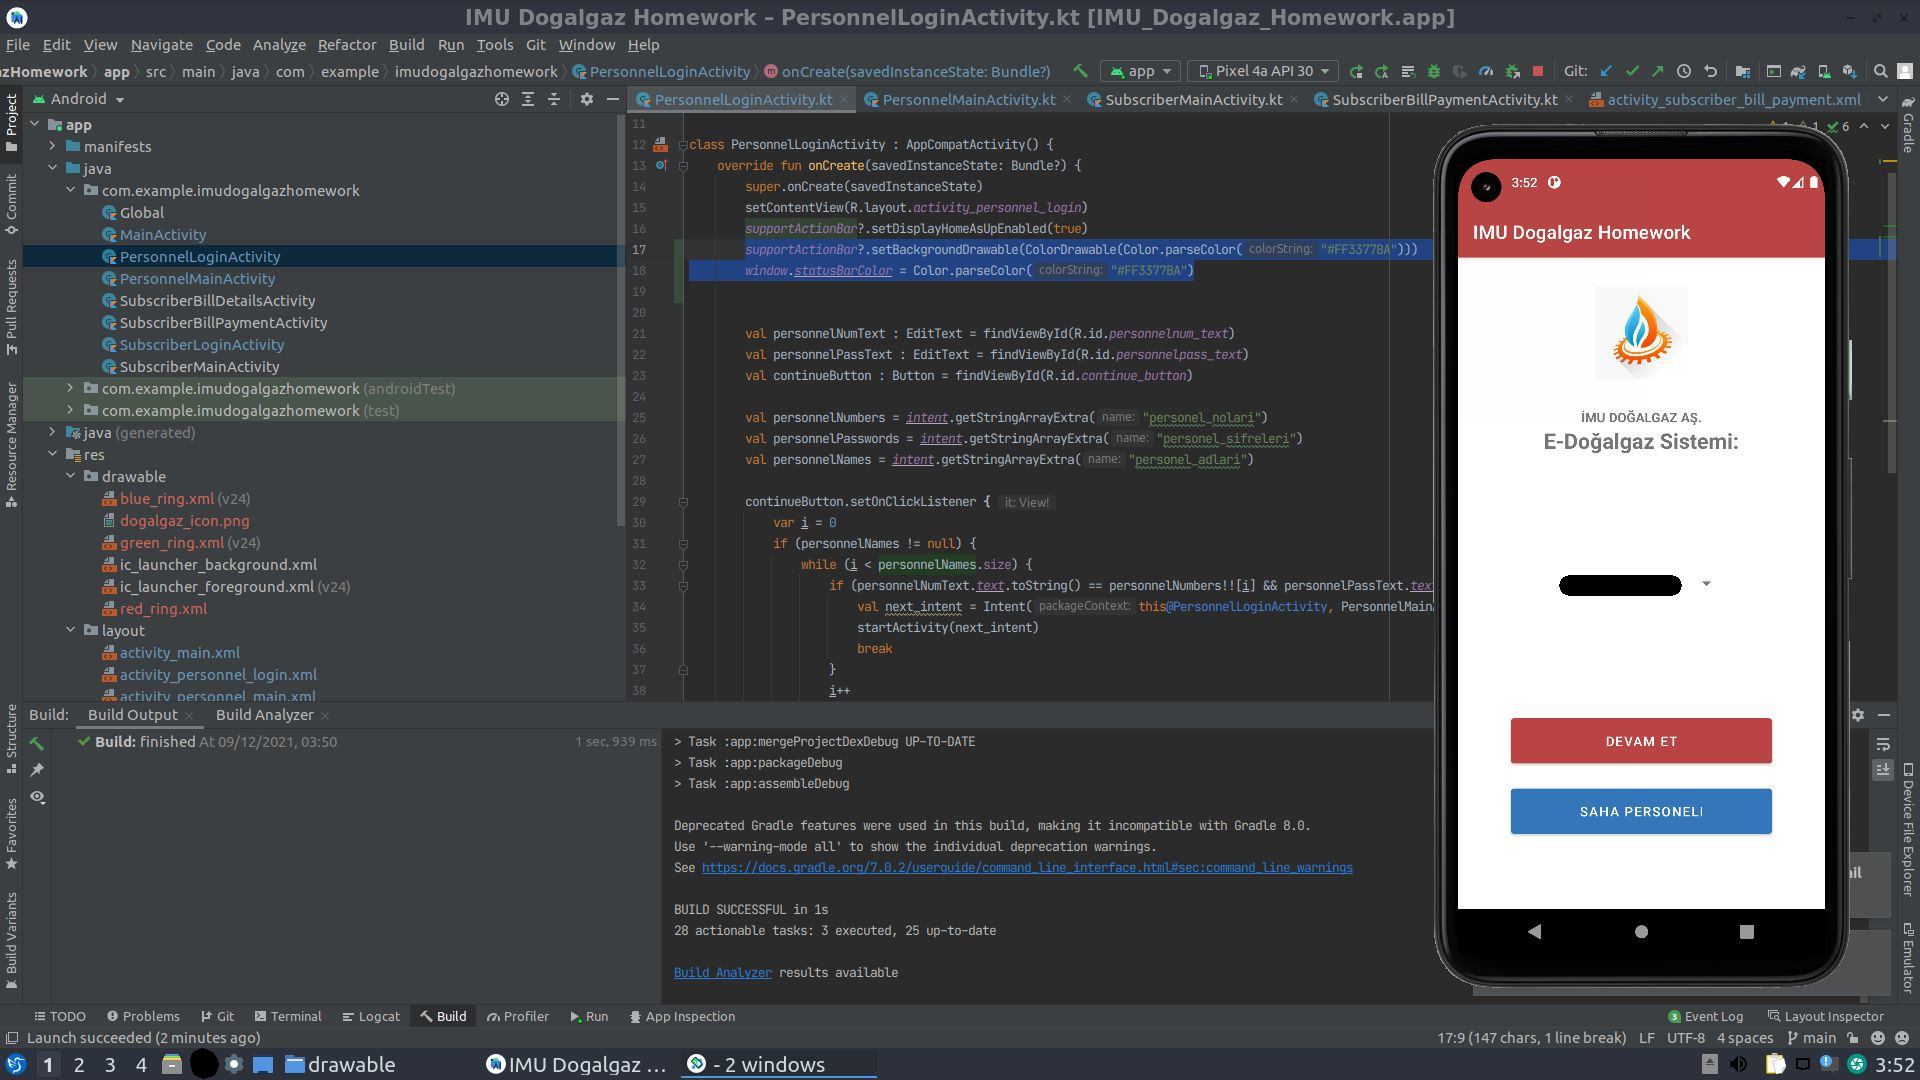 IMU Dogalgaz Homework – PersonnelLoginActivity.kt [IMU_Dogalgaz_Homework.app]
File Edit View Navigate Code Analyze Refactor Build Run Tools Git Window Help
azHomework app src main java com example imudogalgazhomework PersonnelLoginActivity onCreate(savedInstanceState: Bundle?) app Pixel 4a API 30 Git:
Android
PersonnelLoginActivity.kt PersonnelMainActivity.kt SubscriberMainActivity.kt SubscriberBillPaymentActivity.kt activity_subscriber_bill_payment.xml
Project
Commit
Pull Requests
Resource Manager
Structure
Favorites
Build Variants
app
manifests
java
com.example.imudogalgazhomework
Global
MainActivity
PersonnelLoginActivity
PersonnelMainActivity
SubscriberBillDetailsActivity
SubscriberBillPaymentActivity
SubscriberLoginActivity
SubscriberMainActivity
com.example.imudogalgazhomework (androidTest)
com.example.imudogalgazhomework (test)
java (generated)
res
drawable
blue_ring.xml (v24)
dogalgaz_icon.png
green_ring.xml (v24)
ic_launcher_background.xml
ic_launcher_foreground.xml (v24)
red_ring.xml
layout
activity_main.xml
activity_personnel_login.xml
activity_personnel_main.xml
11
12 class PersonnelLoginActivity : AppCompatActivity() {
13 override fun onCreate(savedInstanceState: Bundle?) {
14 super.onCreate(savedInstanceState)
15 setContentView(R.layout.activity_personnel_login)
16 supportActionBar?.setDisplayHomeAsUpEnabled(true)
17 supportActionBar?.setBackgroundDrawable(ColorDrawable(Color.parseColor( colorString: "#FF3377BA")))
18 window.statusBarColor = Color.parseColor( colorString: "#FF3377BA")
19
20
21 val personnelNumText : EditText = findViewById(R.id.personnelnum_text)
22 val personnelPassText : EditText = findViewById(R.id.personnelpass_text)
23 val continueButton : Button = findViewById(R.id.continue_button)
24
25 val personnelNumbers = intent.getStringArrayExtra( name: "personel_nolari")
26 val personnelPasswords = intent.getStringArrayExtra( name: "personel_sifreleri")
27 val personnelNames = intent.getStringArrayExtra( name: "personel_adlari")
28
29 continueButton.setOnClickListener { it: View!
30 var i = 0
31 if (personnelNames != null) {
32 while (i < personnelNames.size) {
33 if (personnelNumText.text.toString() == personnelNumbers!![i] && personnelPassText.tex
34 val next_intent = Intent( packageContext: this@PersonnelLoginActivity, PersonnelMainA
35 startActivity(next_intent)
36 break
37 }
38 i++
6
Gradle
Device File Explorer
Emulator
3:52
IMU Dogalgaz Homework
İMU DOĞALGAZ AŞ.
E-Doğalgaz Sistemi:
DEVAM ET
SAHA PERSONELI
Build: Build Output Build Analyzer
Build: finished At 09/12/2021, 03:50 1 sec, 939 ms
> Task :app:mergeProjectDexDebug UP-TO-DATE
> Task :app:packageDebug
> Task :app:assembleDebug
Deprecated Gradle features were used in this build, making it incompatible with Gradle 8.0.
Use '--warning-mode all' to show the individual deprecation warnings.
See https://docs.gradle.org/7.0.2/userguide/command_line_interface.html#sec:command_line_warnings
BUILD SUCCESSFUL in 1s
28 actionable tasks: 3 executed, 25 up-to-date
Build Analyzer results available
TODO Problems Git Terminal Logcat Build Profiler Run App Inspection 3 Event Log Layout Inspector
Launch succeeded (2 minutes ago) 17:9 (147 chars, 1 line break) LF UTF-8 4 spaces main
1 2 3 4 drawable IMU Dogalgaz ... - 2 windows 3:52